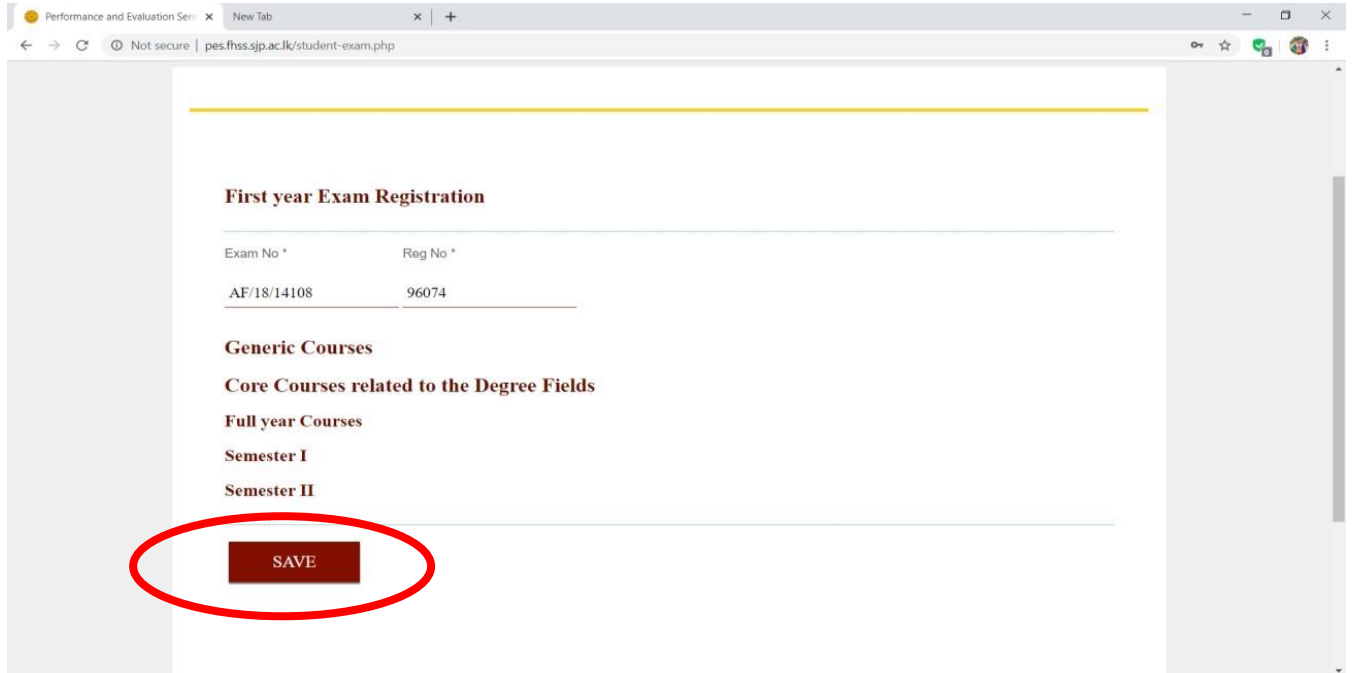 Performance and Evaluation Serv
New Tab
Not secure | pes.fhss.sjp.ac.lk/student-exam.php
First year Exam Registration
Exam No * Reg No *
AF/18/14108 96074
Generic Courses
Core Courses related to the Degree Fields
Full year Courses
Semester I
Semester II
SAVE